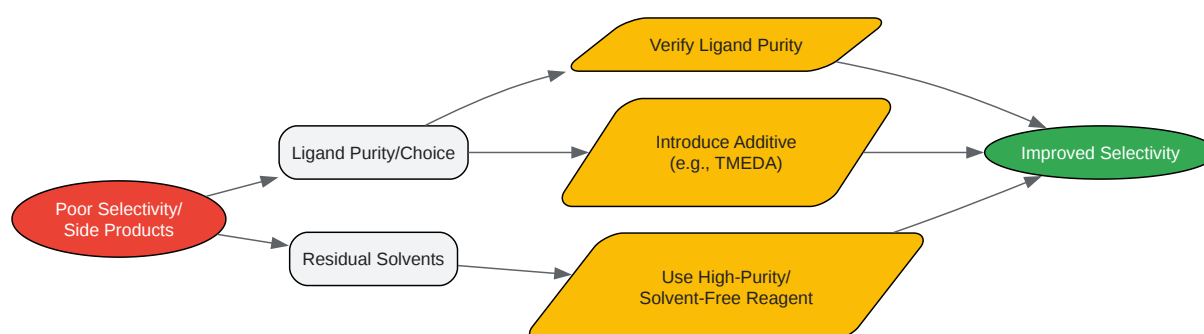 Verify Ligand Purity
Ligand Purity/Choice
Introduce Additive
(e.g., TMEDA)
Improved Selectivity
Poor Selectivity/
Side Products
Residual Solvents
Use High-Purity/
Solvent-Free Reagent